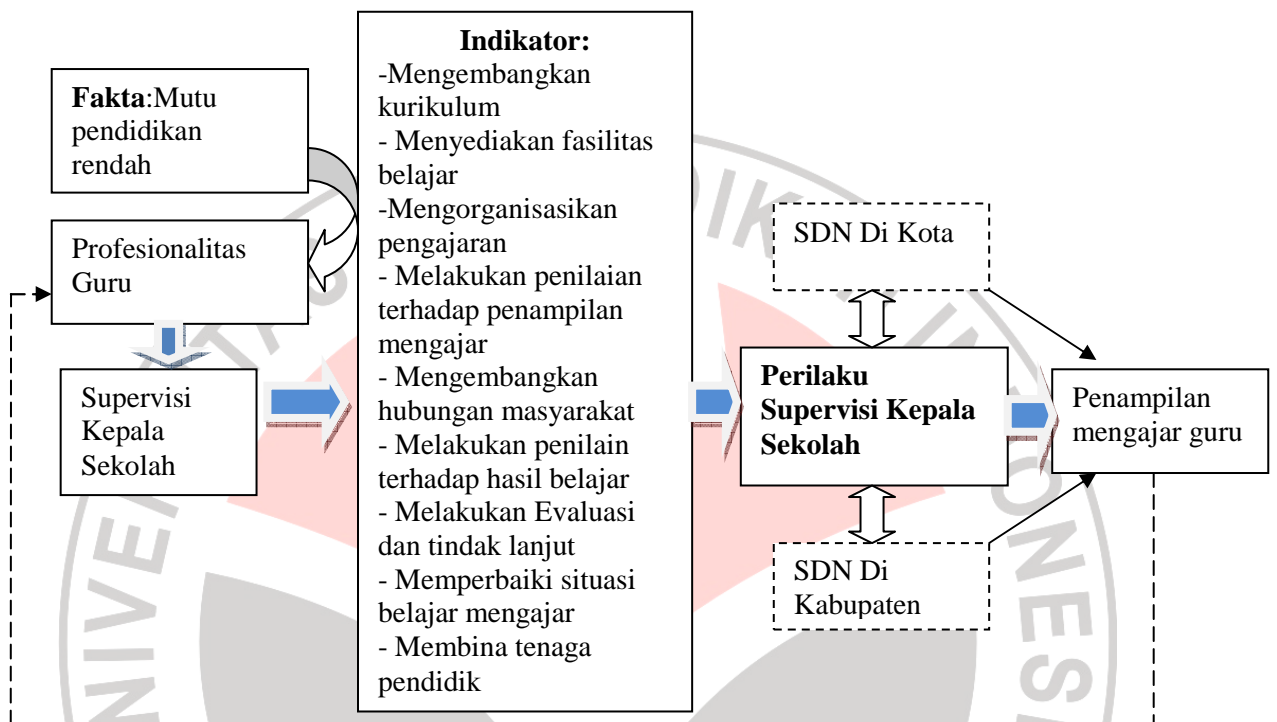 Fakta:Mutu
pendidikan
rendah
Profesionalitas
Guru
Supervisi
Kepala
Sekolah
Indikator:
-Mengembangkan
kurikulum
- Menyediakan fasilitas
belajar
-Mengorganisasikan
pengajaran
- Melakukan penilaian
terhadap penampilan
mengajar
- Mengembangkan
hubungan masyarakat
- Melakukan penilain
terhadap hasil belajar
- Melakukan Evaluasi
dan tindak lanjut
- Memperbaiki situasi
belajar mengajar
- Membina tenaga
pendidik
SDN Di Kota
Perilaku
Supervisi Kepala
Sekolah
SDN Di
Kabupaten
Penampilan
mengajar guru